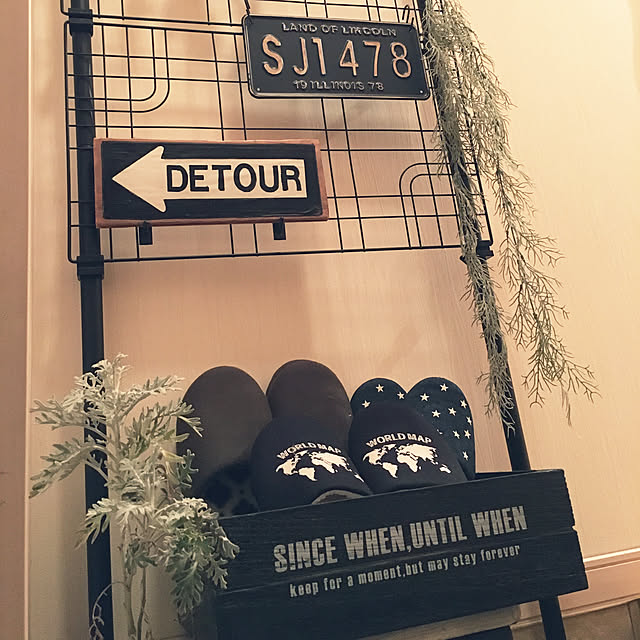 LAND OF LINCOLN
SJ1478
19 ILLINOIS 78
DETOUR
WORLD MAP
WORLD MAP
SINCE WHEN,UNTIL WHEN
keep for a moment,but may stay forever